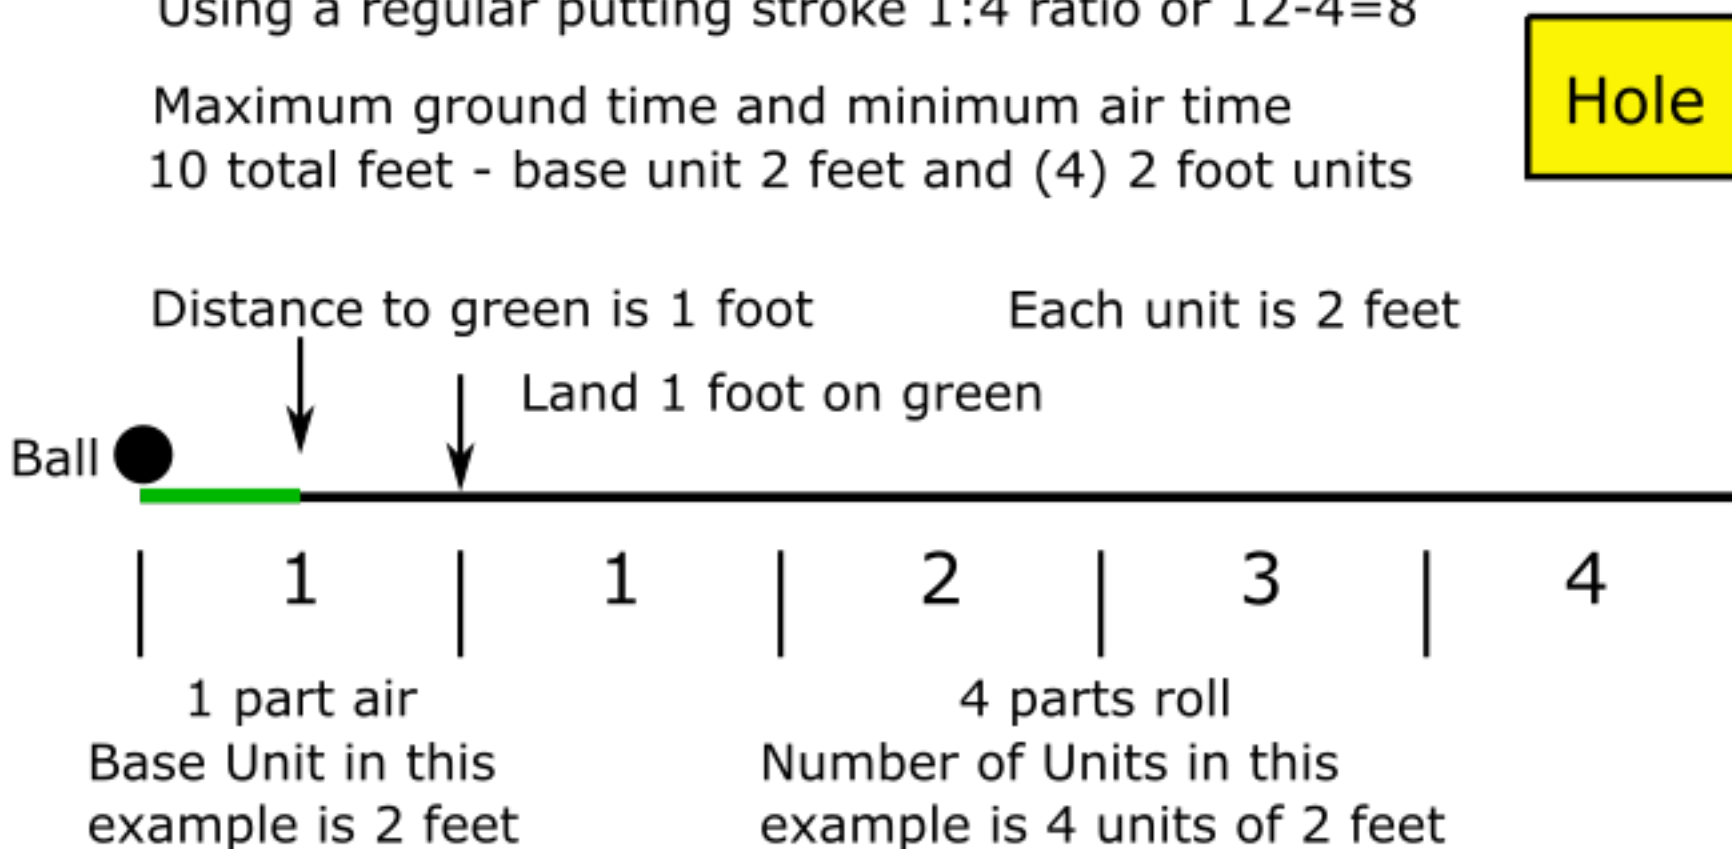 Using a regular putting stroke 1:4 ratio or 12-4=8
Hole
Maximum ground time and minimum air time
10 total feet - base unit 2 feet and (4) 2 foot units
Distance to green is 1 foot
Each unit is 2 feet
Land 1 foot on green
Ball
1 1 2 3 4
1 part air
4 parts roll
Base Unit in this
example is 2 feet
Number of Units in this
example is 4 units of 2 feet